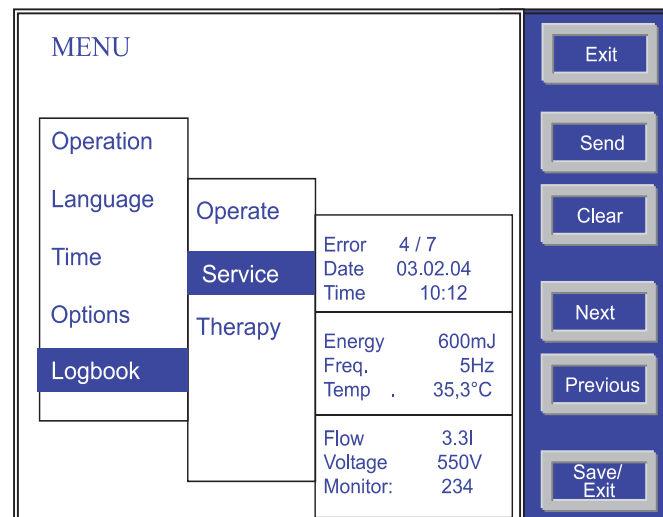 MENU
Operation
Language
Time
Options
Logbook
Operate
Service
Therapy
Error 4 / 7
Date 03.02.04
Time 10:12
Energy 600mJ
Freq. 5Hz
Temp . 35,3°C
Flow 3.3l
Voltage 550V
Monitor: 234
Exit
Send
Clear
Next
Previous
Save/
Exit